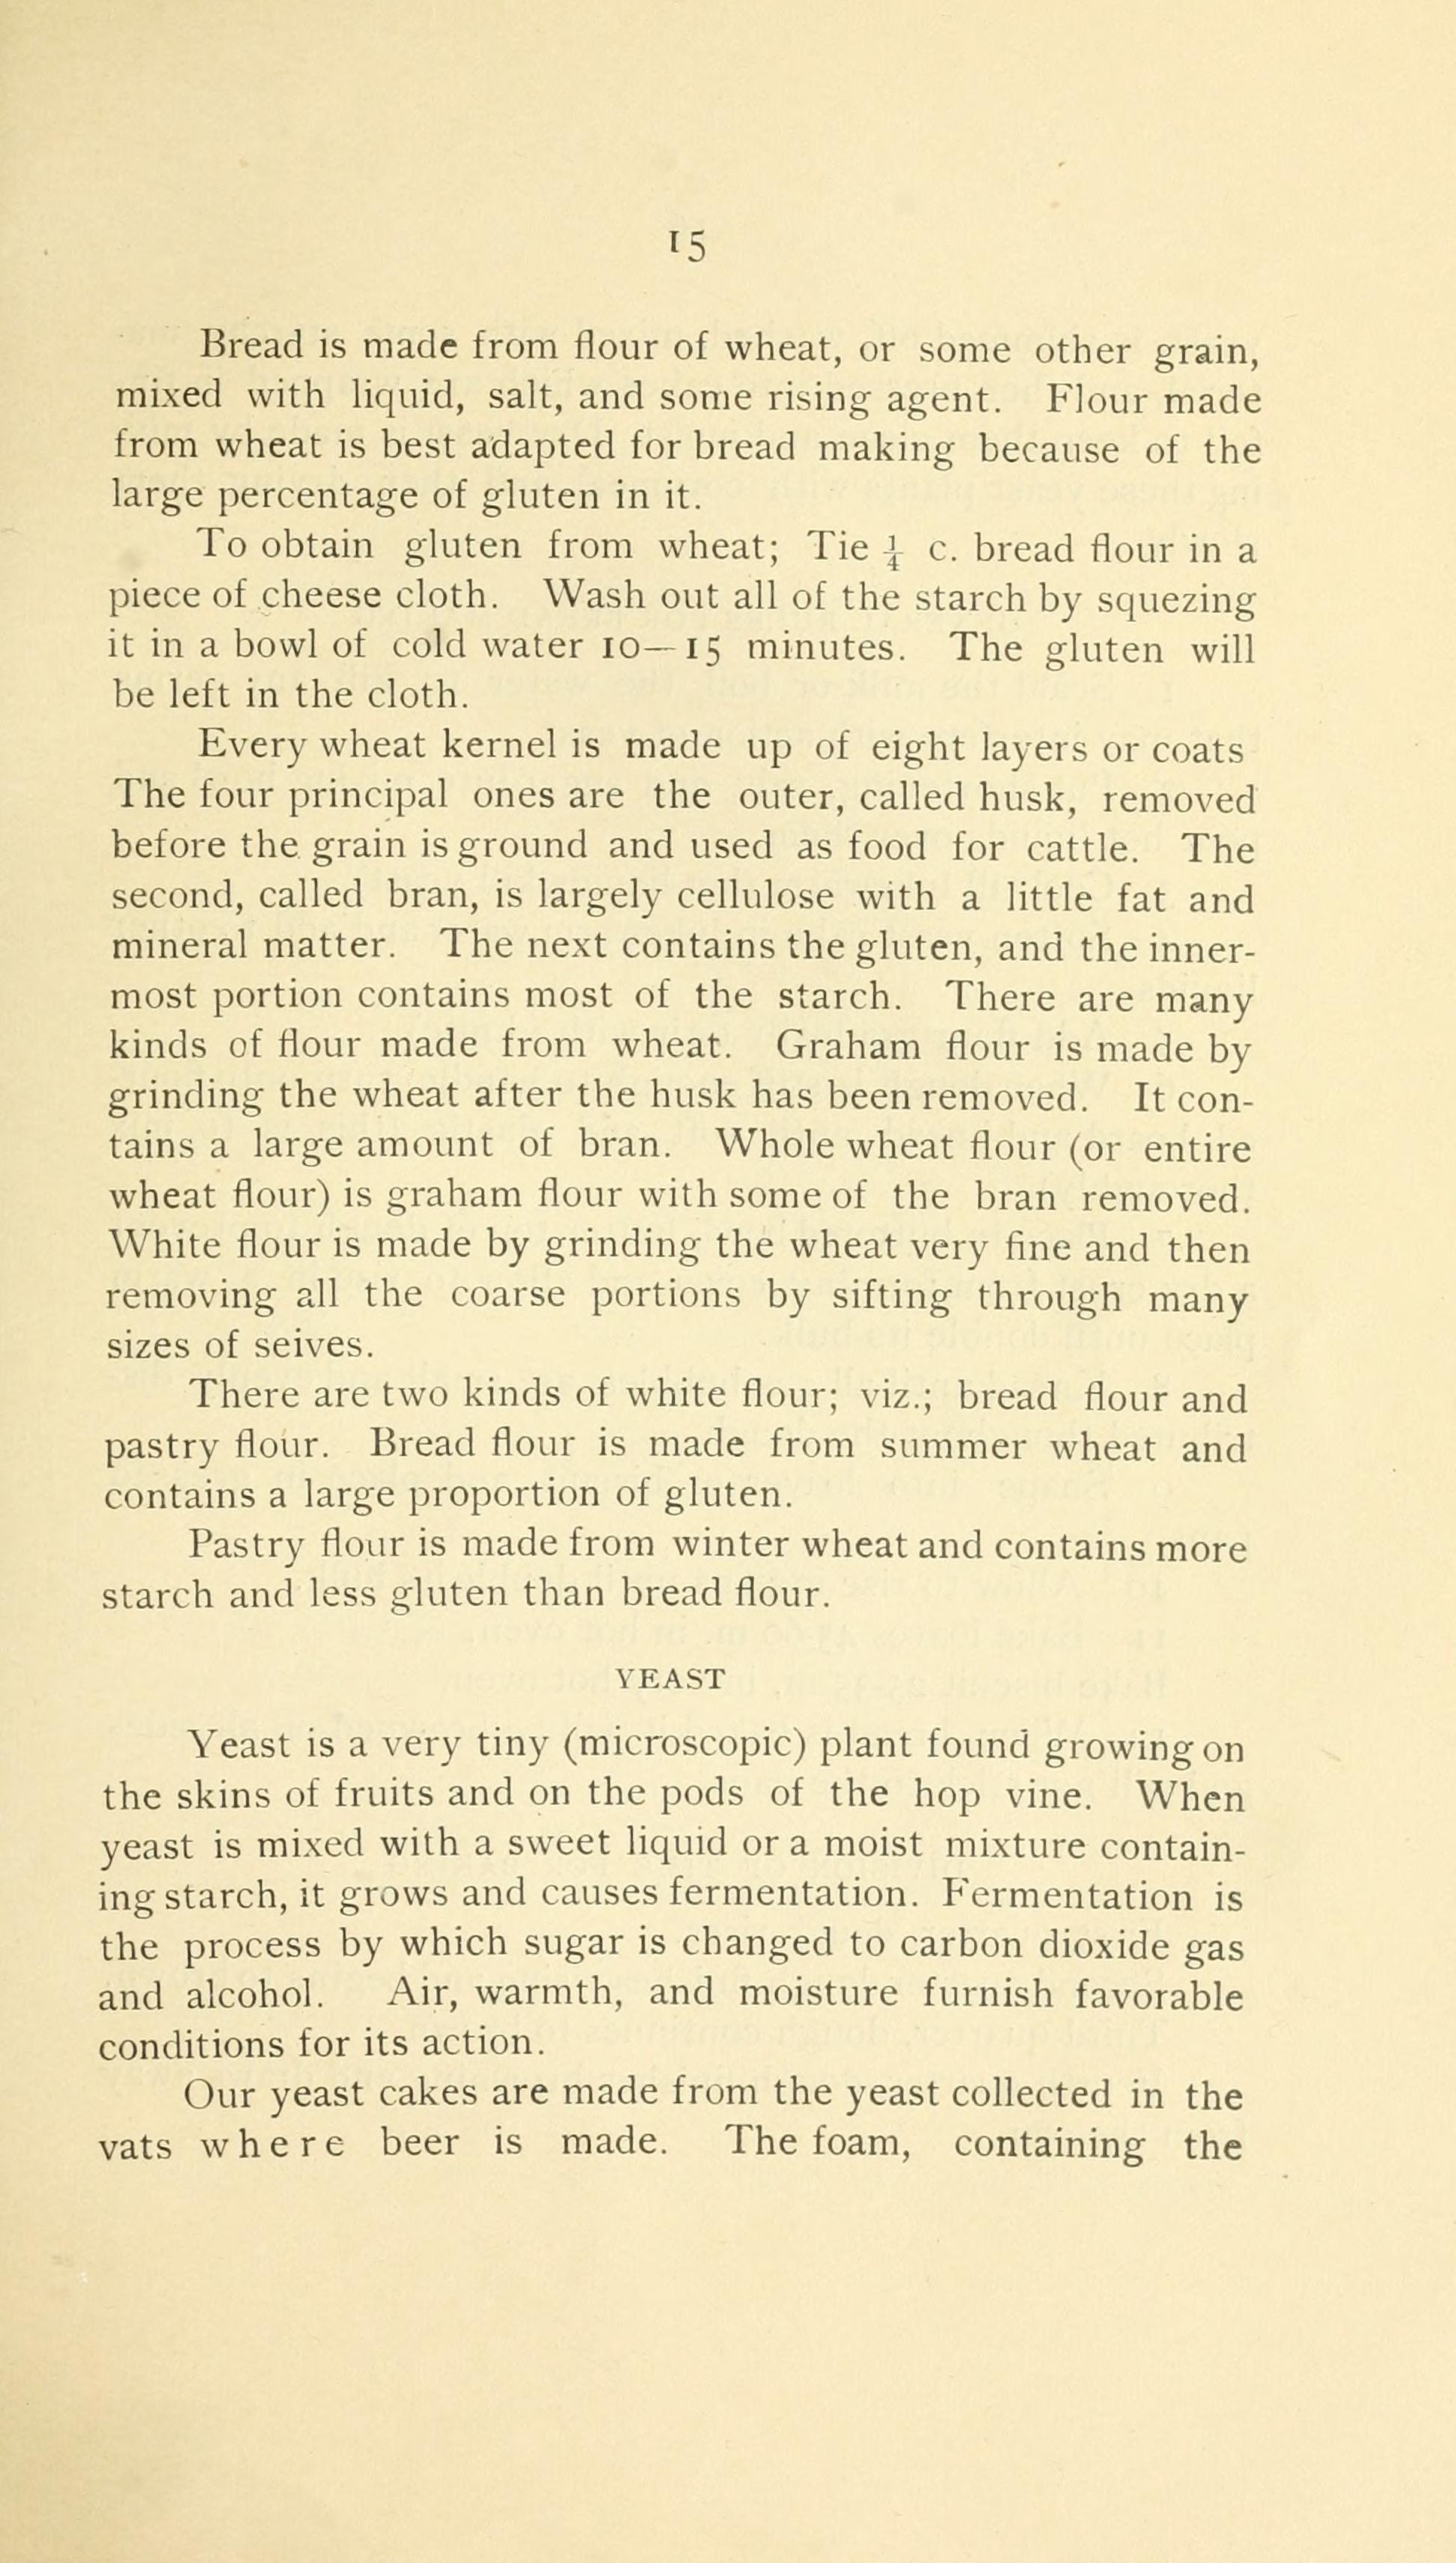 15
Bread is made from flour of wheat, or some other grain,
mixed with liquid, salt, and some rising agent. Flour made
from wheat is best adapted for bread making because of the
large percentage of gluten in it.
To obtain gluten from wheat; Tie ¼ c. bread flour in a
piece of cheese cloth. Wash out all of the starch by squezing
it in a bowl of cold water 10—15 minutes. The gluten will
be left in the cloth.
Every wheat kernel is made up of eight layers or coats
The four principal ones are the outer, called husk, removed
before the grain is ground and used as food for cattle. The
second, called bran, is largely cellulose with a little fat and
mineral matter. The next contains the gluten, and the inner-
most portion contains most of the starch. There are many
kinds of flour made from wheat. Graham flour is made by
grinding the wheat after the husk has been removed. It con-
tains a large amount of bran. Whole wheat flour (or entire
wheat flour) is graham flour with some of the bran removed.
White flour is made by grinding the wheat very fine and then
removing all the coarse portions by sifting through many
sizes of seives.
There are two kinds of white flour; viz.; bread flour and
pastry flour. Bread flour is made from summer wheat and
contains a large proportion of gluten.
Pastry flour is made from winter wheat and contains more
starch and less gluten than bread flour.
YEAST
Yeast is a very tiny (microscopic) plant found growing on
the skins of fruits and on the pods of the hop vine. When
yeast is mixed with a sweet liquid or a moist mixture contain-
ing starch, it grows and causes fermentation. Fermentation is
the process by which sugar is changed to carbon dioxide gas
and alcohol. Air, warmth, and moisture furnish favorable
conditions for its action.
Our yeast cakes are made from the yeast collected in the
vats where beer is made. The foam, containing the